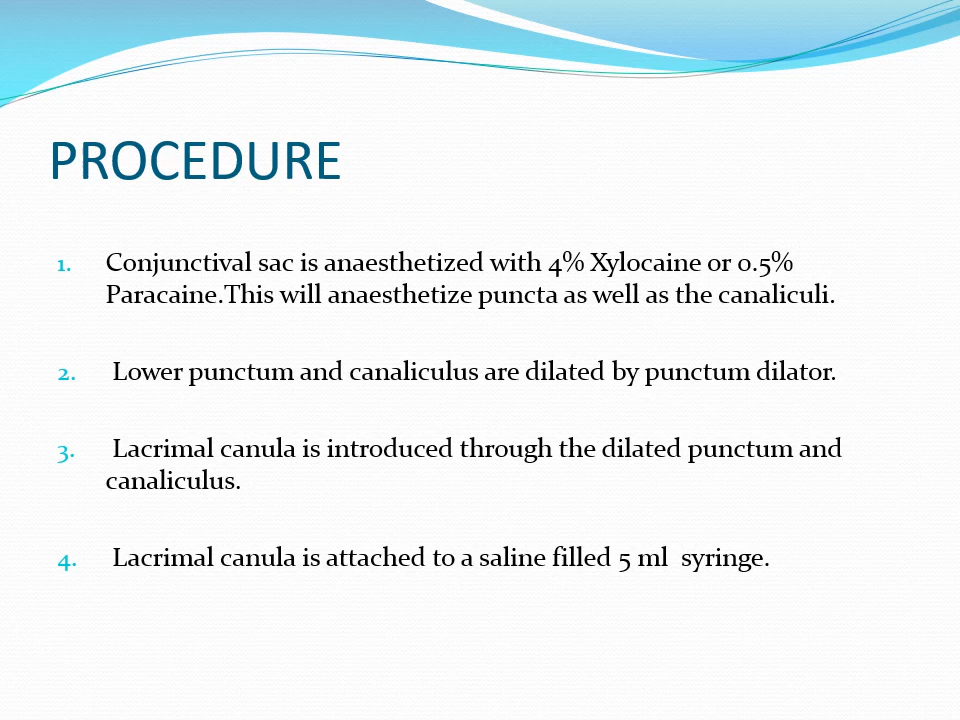 PROCEDURE
1. Conjunctival sac is anaesthetized with 4% Xylocaine or 0.5%
Paracaine.This will anaesthetize puncta as well as the canaliculi.
2. Lower punctum and canaliculus are dilated by punctum dilator.
3. Lacrimal canula is introduced through the dilated punctum and
canaliculus.
4. Lacrimal canula is attached to a saline filled 5 ml  syringe.